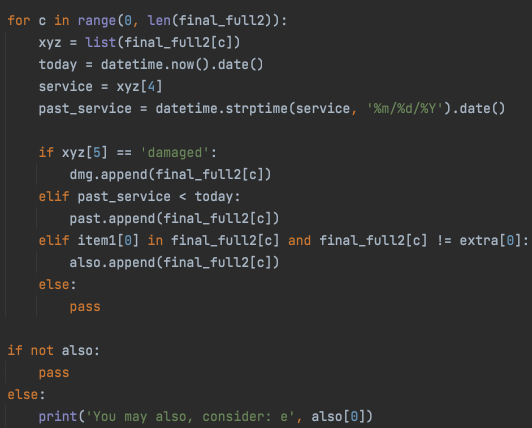 for c in range(0, len(final_full2)):
    xyz = list(final_full2[c])
    today = datetime.now().date()
    service = xyz[4]
    past_service = datetime.strptime(service, '%m/%d/%Y').date()

    if xyz[5] == 'damaged':
        dmg.append(final_full2[c])
    elif past_service < today:
        past.append(final_full2[c])
    elif item1[0] in final_full2[c] and final_full2[c] != extra[0]:
        also.append(final_full2[c])
    else:
        pass

if not also:
    pass
else:
    print('You may also, consider: e', also[0])